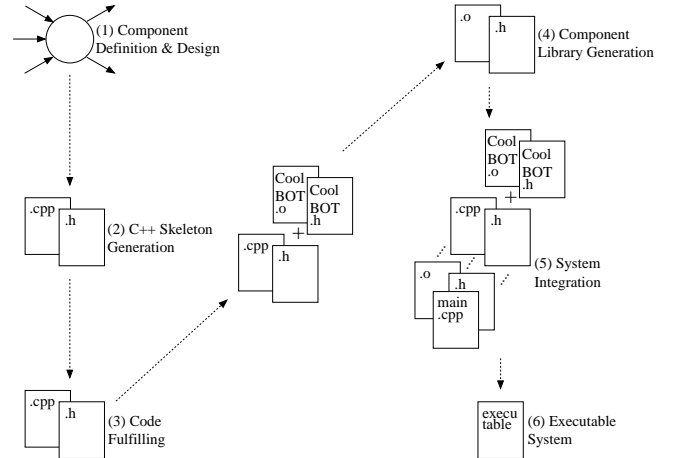 (1) Component
Definition & Design
.cpp
.h
(2) C++ Skeleton
Generation
.cpp
.h
(3) Code
Fulfilling
Cool
BOT
.o
Cool
BOT
.h
+
.cpp
.h
.o
.h
(4) Component
Library Generation
Cool
BOT
.o
Cool
BOT
.h
+
.cpp
.h
.o
.h
main
.cpp
(5) System
Integration
execu
table
(6) Executable
System